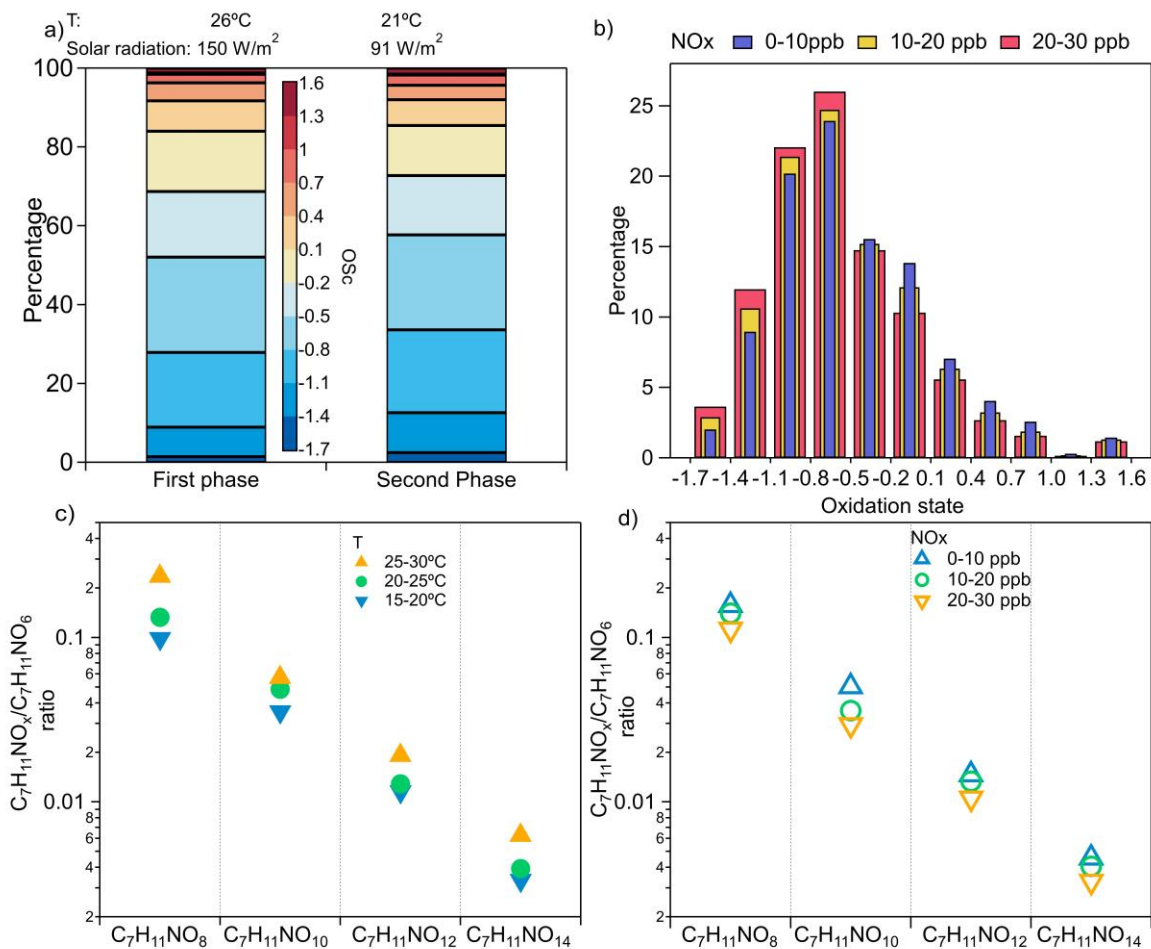 a)
T: 26ºC 21ºC
Solar radiation: 150 W/m² 91 W/m²
100
80
60
40
20
0
Percentage
First phase Second Phase
1.6
1.3
1
0.7
0.4
0.1
-0.2
-0.5
-0.8
-1.1
-1.4
-1.7
OSc
b)
NOx 0-10ppb 10-20 ppb 20-30 ppb
25
20
15
10
5
0
Percentage
-1.7 -1.4 -1.1 -0.8 -0.5 -0.2 0.1 0.4 0.7 1.0 1.3 1.6
Oxidation state
c)
T
25-30ºC
20-25ºC
15-20ºC
4
2
0.1
8
6
4
2
0.01
8
6
4
2
C₇H₁₁NOₓ/C₇H₁₁NO₆
ratio
C₇H₁₁NO₈ C₇H₁₁NO₁₀ C₇H₁₁NO₁₂ C₇H₁₁NO₁₄
d)
NOx
0-10 ppb
10-20 ppb
20-30 ppb
4
2
0.1
8
6
4
2
0.01
8
6
4
2
C₇H₁₁NOₓ/C₇H₁₁NO₆
ratio
C₇H₁₁NO₈ C₇H₁₁NO₁₀ C₇H₁₁NO₁₂ C₇H₁₁NO₁₄